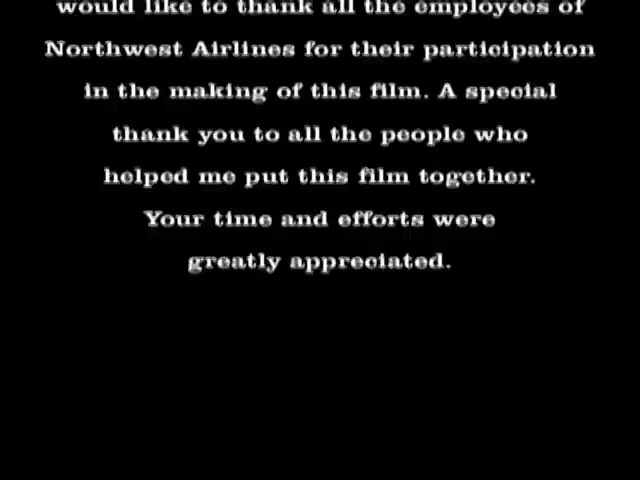 would like to thank all the employees of
Northwest Airlines for their participation
in the making of this film. A special
thank you to all the people who
helped me put this film together.
Your time and efforts were
greatly appreciated.